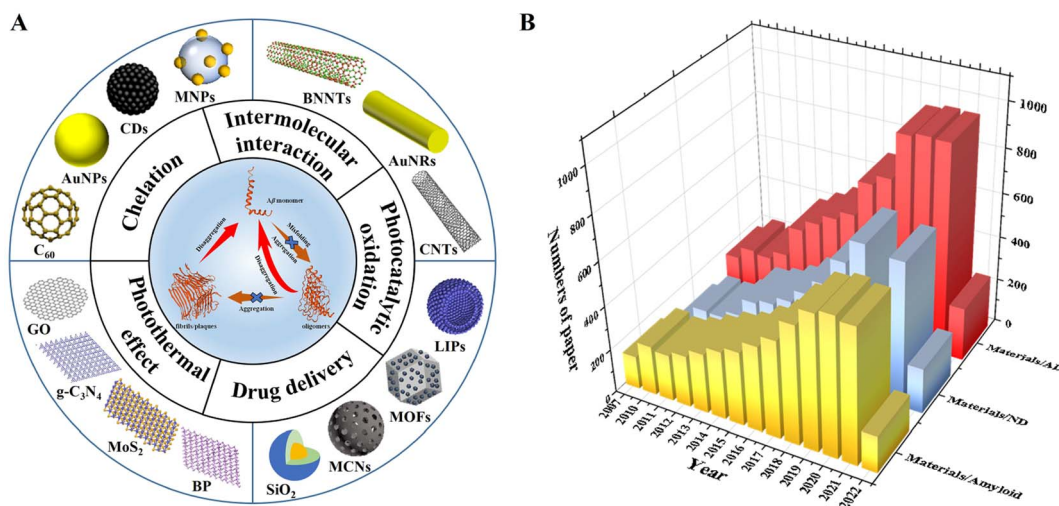 A
MNPs
CDs
AuNPs
C60
BNNTs
AuNRs
CNTs
Intermolecular
interaction
Chelation
Photocatalytic
oxidation
Photothermal
effect
Drug delivery
Aβ monomer
Misfolding
Aggregation
Disaggregation
Disaggregation
Aggregation
fibrils/plaques
oligomers
GO
g-C3N4
MoS2
BP
SiO2
MCNs
MOFs
LIPs
B
Numbers of paper
1000
800
600
400
200
0
1000
800
600
400
200
0
2007
2010
2011
2012
2013
2014
2015
2016
2017
2018
2019
2020
2021
2022
Year
Materials/AD
Materials/ND
Materials/Amyloid